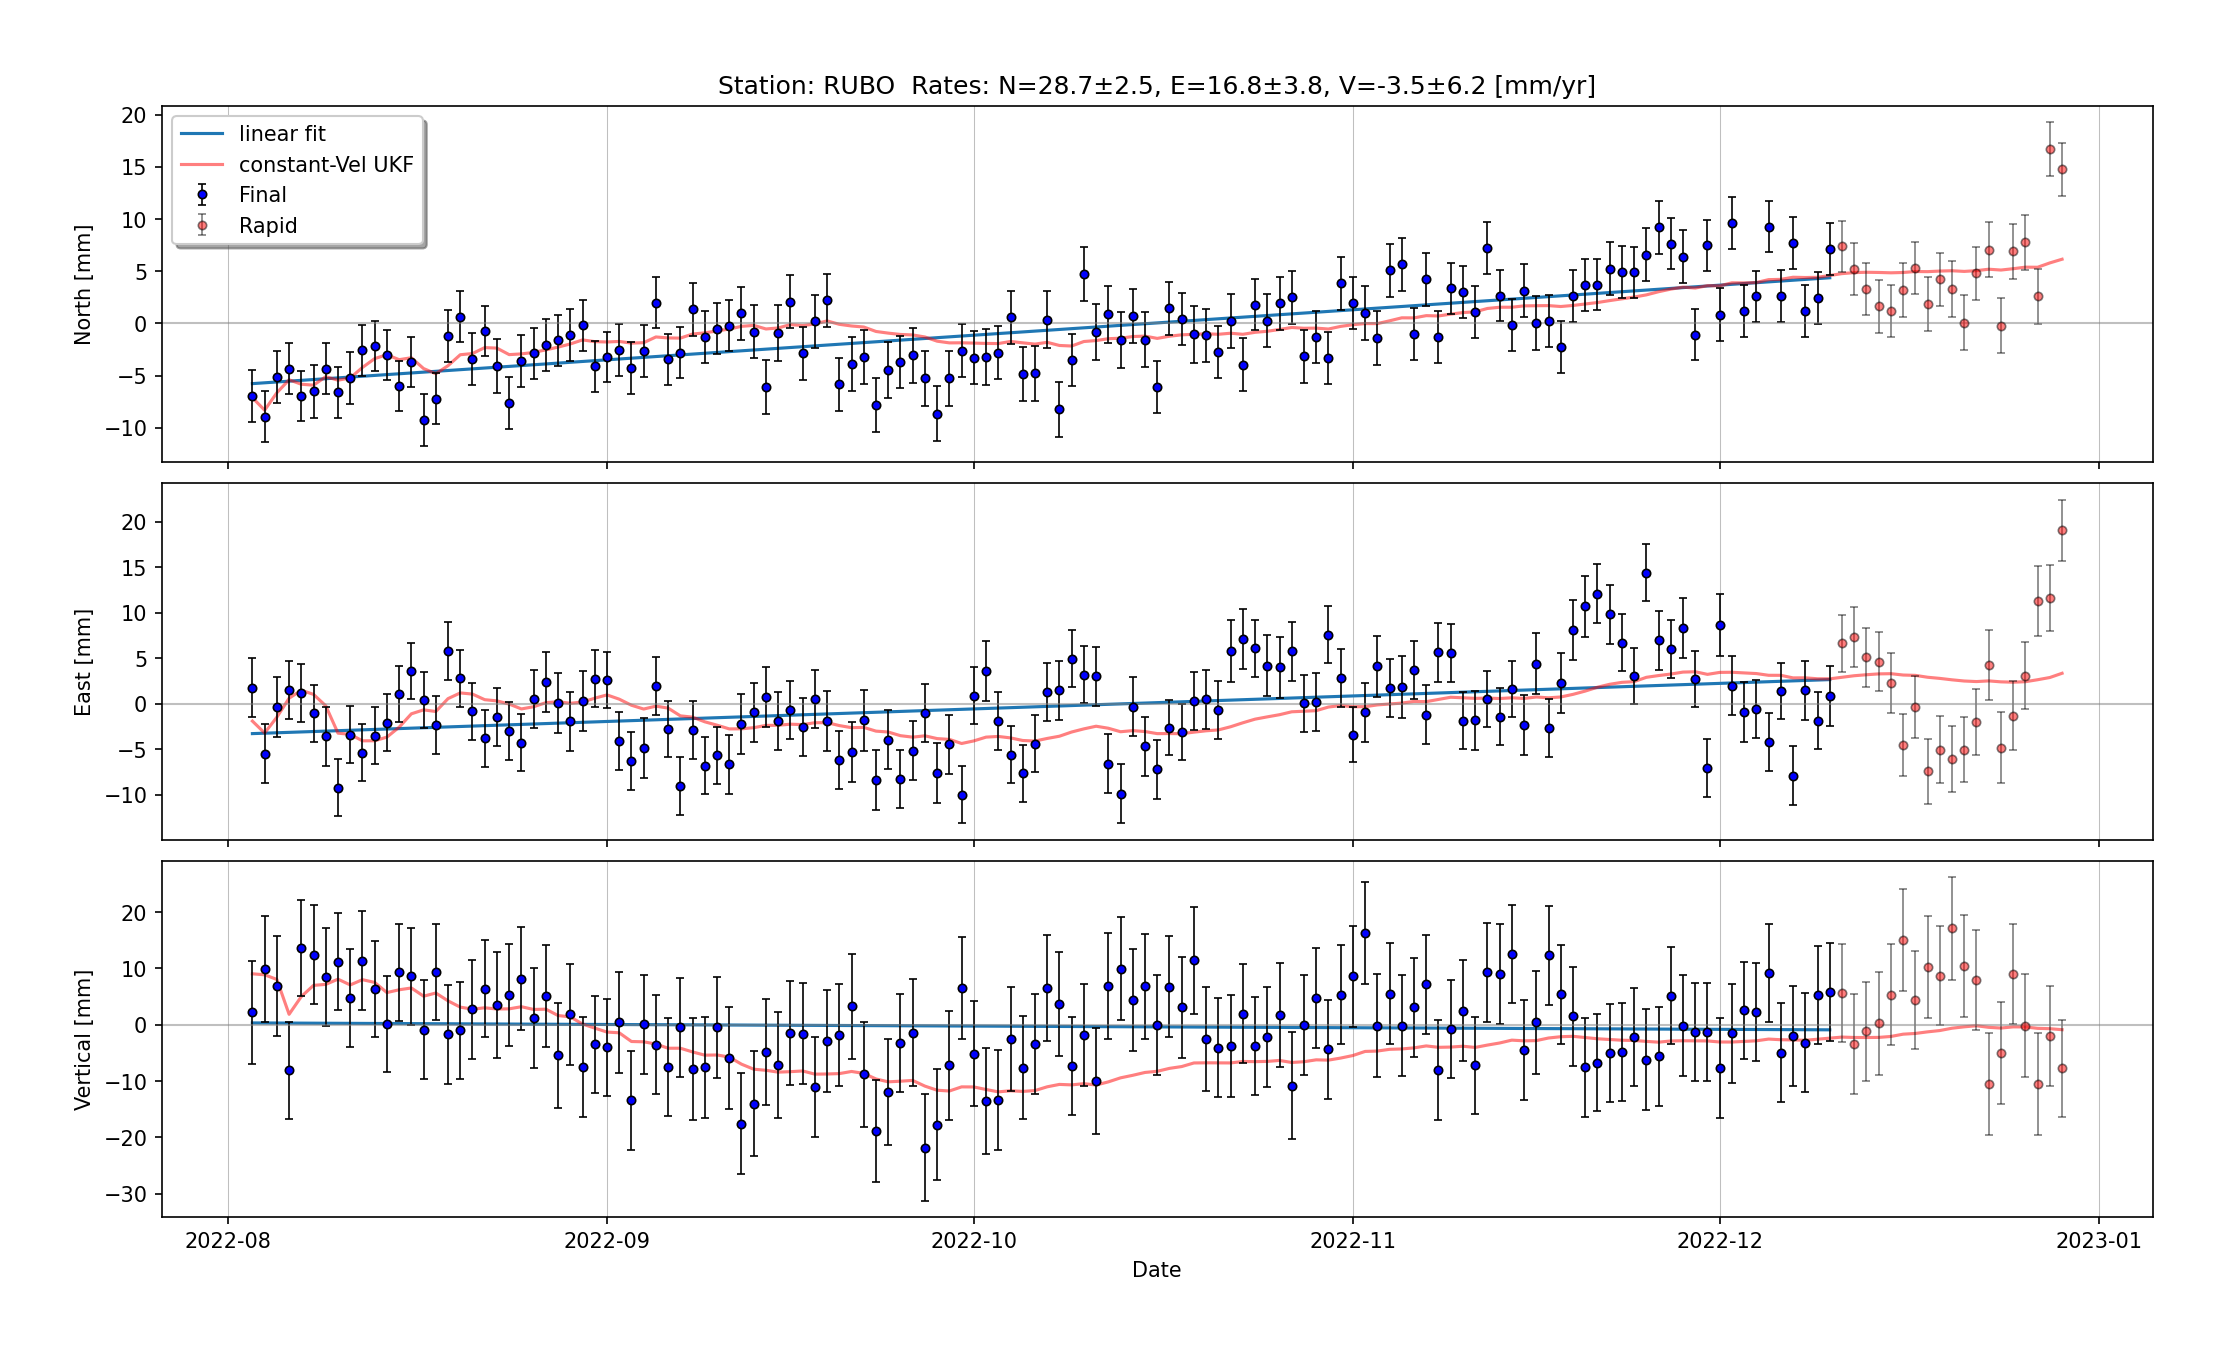 Station: RUBO  Rates: N=28.7±2.5, E=16.8±3.8, V=-3.5±6.2 [mm/yr]
20
15
10
5
0
−5
−10
North [mm]
linear fit
constant-Vel UKF
Final
Rapid
20
15
10
5
0
−5
−10
East [mm]
20
10
0
−10
−20
−30
Vertical [mm]
2022-08 2022-09 2022-10 2022-11 2022-12 2023-01
Date